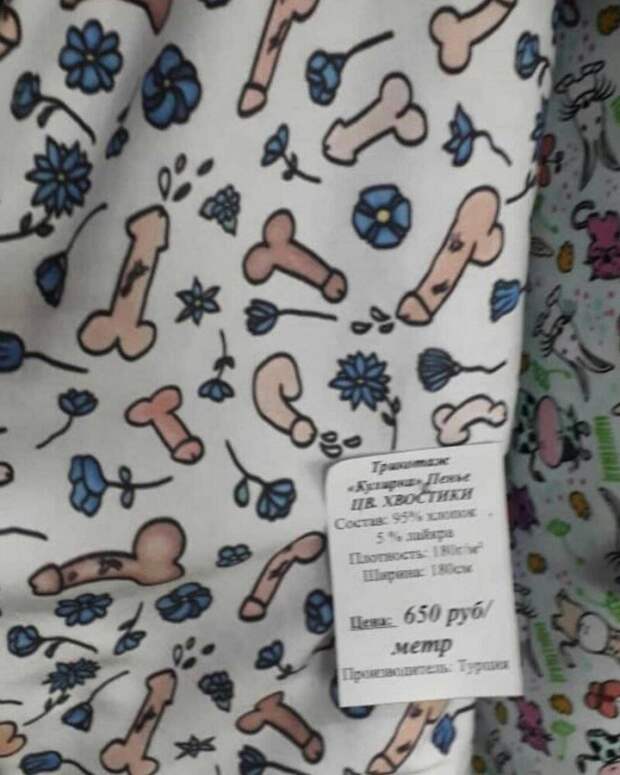 Трикотаж
«Кулирка» Пенье
ЦВ. ХВОСТИКИ
Состав: 95% хлопок
5 % лайкра
Плотность: 180г/м²
Ширина: 180см
Цена: 650 руб/
метр
Производитель: Турция